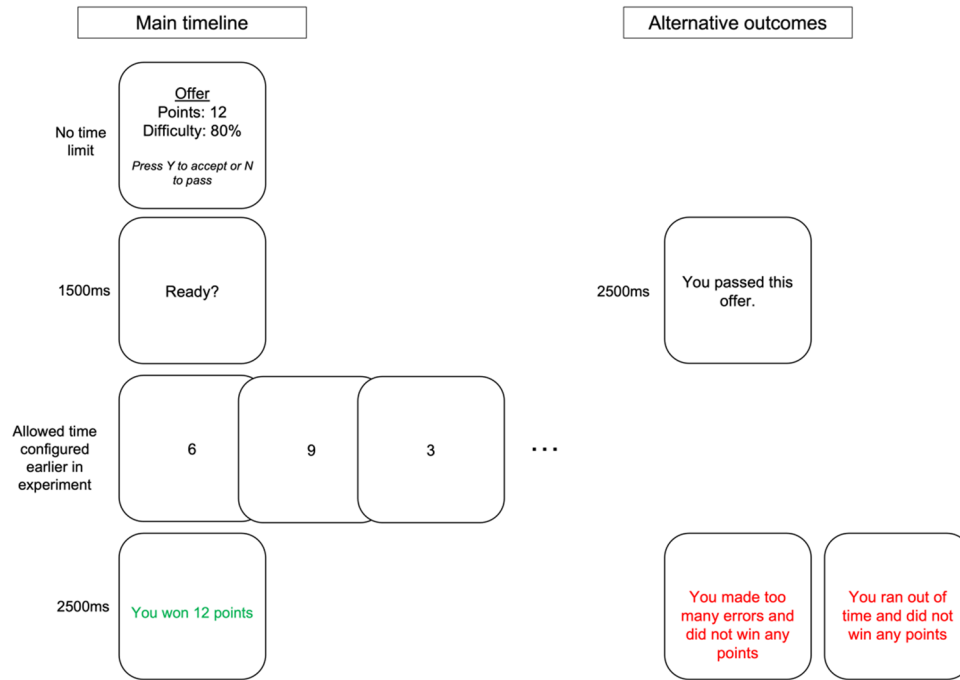 Main timeline
Alternative outcomes
No time
limit
Offer
Points: 12
Difficulty: 80%
Press Y to accept or N
to pass
1500ms
Ready?
2500ms
You passed this
offer.
Allowed time
configured
earlier in
experiment
6
9
3
...
2500ms
You won 12 points
You made too
many errors and
did not win any
points
You ran out of
time and did not
win any points